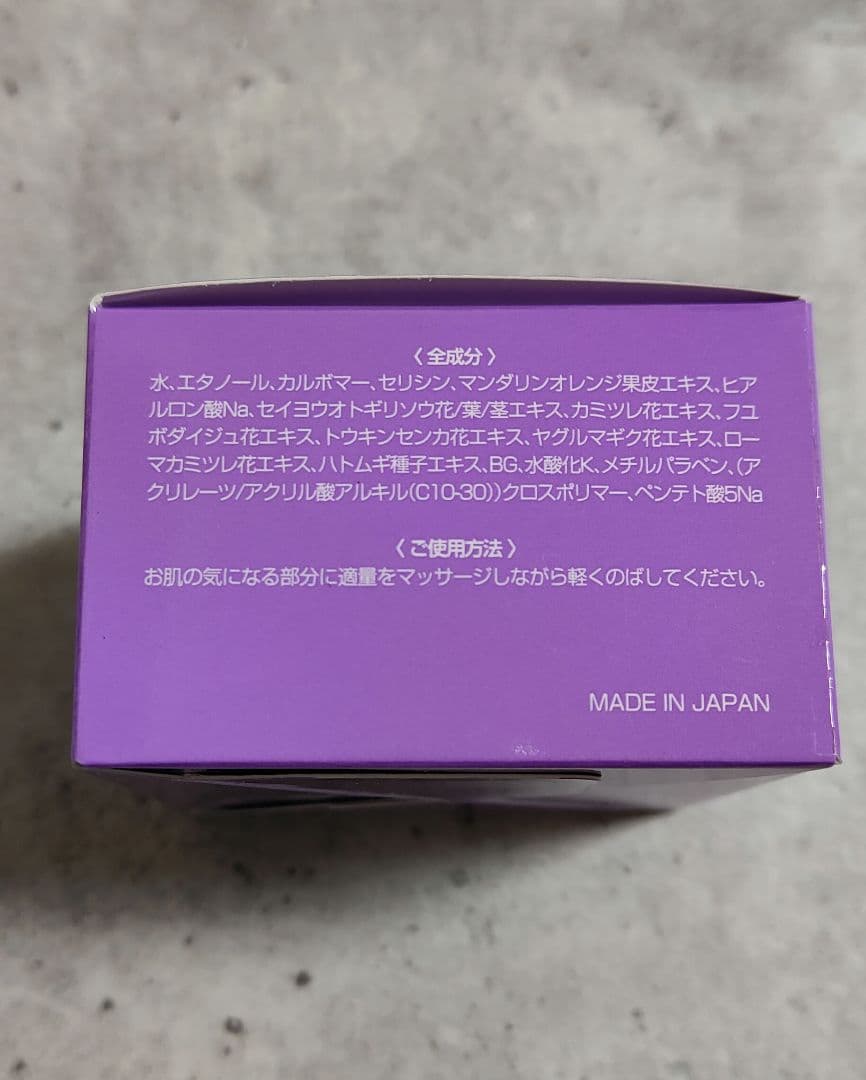 〈全成分〉
水、エタノール、カルボマー、セリシン、マンダリンオレンジ果皮エキス、ヒア
ルロン酸Na、セイヨウオトギリソウ花/葉/茎エキス、カミツレ花エキス、フユ
ボダイジュ花エキス、トウキンセンカ花エキス、ヤグルマギク花エキス、ロー
マカミツレ花エキス、ハトムギ種子エキス、BG、水酸化K、メチルパラベン、(ア
クリレーツ/アクリル酸アルキル(C10-30))クロスポリマー、ペンテト酸5Na
〈ご使用方法〉
お肌の気になる部分に適量をマッサージしながら軽くのばしてください。
MADE IN JAPAN